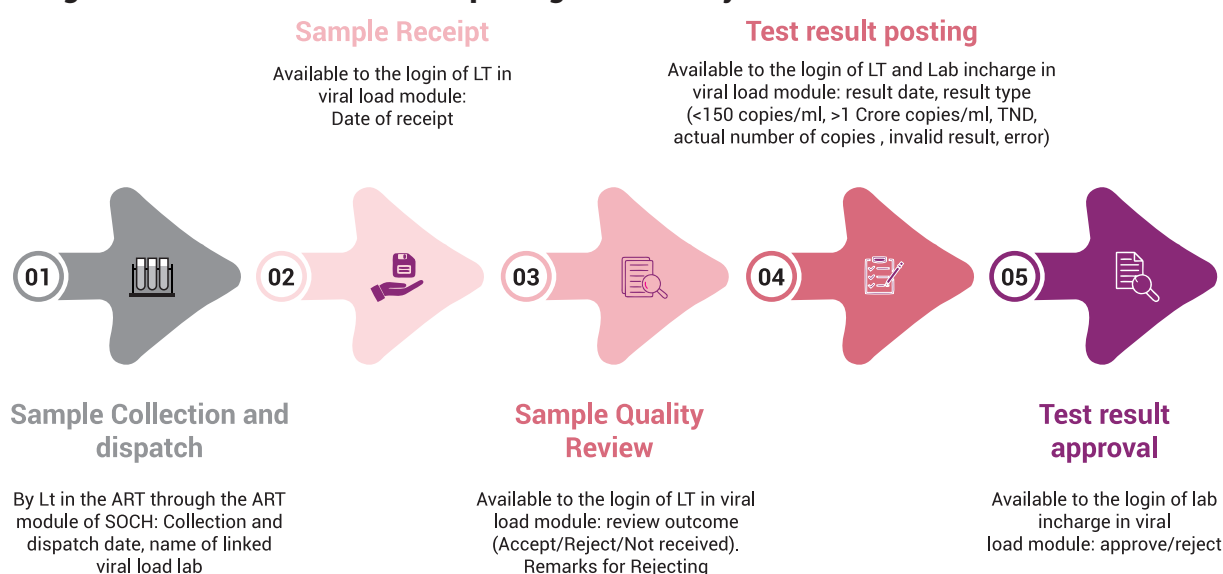 Sample Receipt
Available to the login of LT in
viral load module:
Date of receipt
Test result posting
Available to the login of LT and Lab incharge in
viral load module: result date, result type
(<150 copies/ml, >1 Crore copies/ml, TND,
actual number of copies , invalid result, error)
01
02
03
04
05
Sample Collection and
dispatch
By Lt in the ART through the ART
module of SOCH: Collection and
dispatch date, name of linked
viral load lab
Sample Quality
Review
Available to the login of LT in viral
load module: review outcome
(Accept/Reject/Not received).
Remarks for Rejecting
Test result
approval
Available to the login of lab
incharge in viral
load module: approve/reject